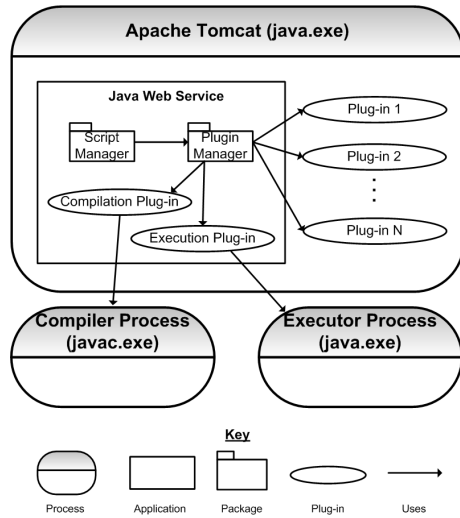 Apache Tomcat (java.exe)
Java Web Service
Script
Manager
Plugin
Manager
Plug-in 1
Plug-in 2
Plug-in N
Compilation Plug-in
Execution Plug-in
Compiler Process
(javac.exe)
Executor Process
(java.exe)
Key
Process
Application
Package
Plug-in
Uses